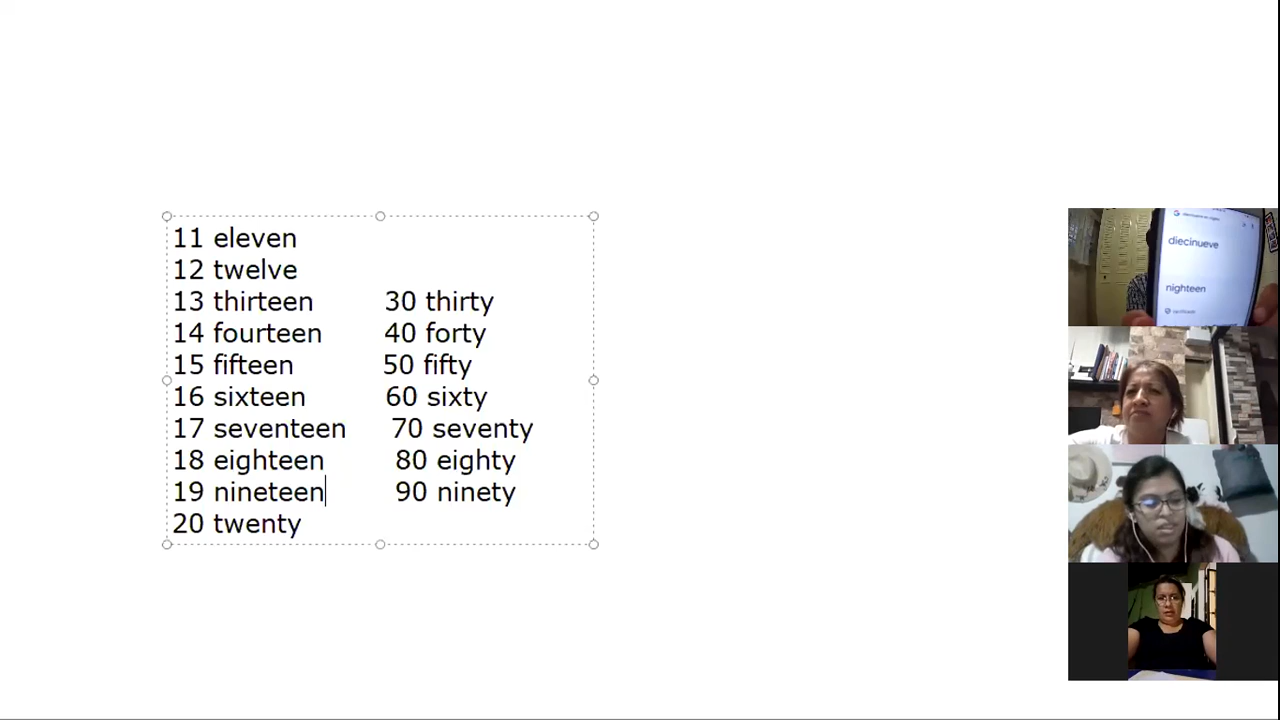 11 eleven
12 twelve
13 thirteen 30 thirty
14 fourteen 40 forty
15 fifteen 50 fifty
16 sixteen 60 sixty
17 seventeen 70 seventy
18 eighteen 80 eighty
19 nineteen 90 ninety
20 twenty
diecinueve
nighteen